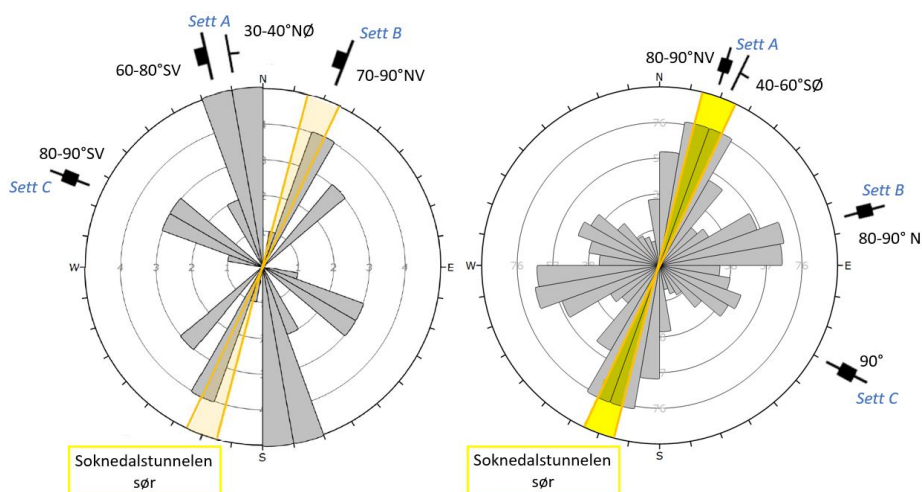 Sett A
30-40°NØ
60-80°SV
Sett B
70-90°NV
80-90°SV
Sett C
N
W
E
S
4
3
2
2
3
4
Soknedalstunnelen
sør
80-90°NV
Sett A
40-60°SØ
Sett B
80-90° N
90°
Sett C
N
W
E
S
76
76
76
76
Soknedalstunnelen
sør